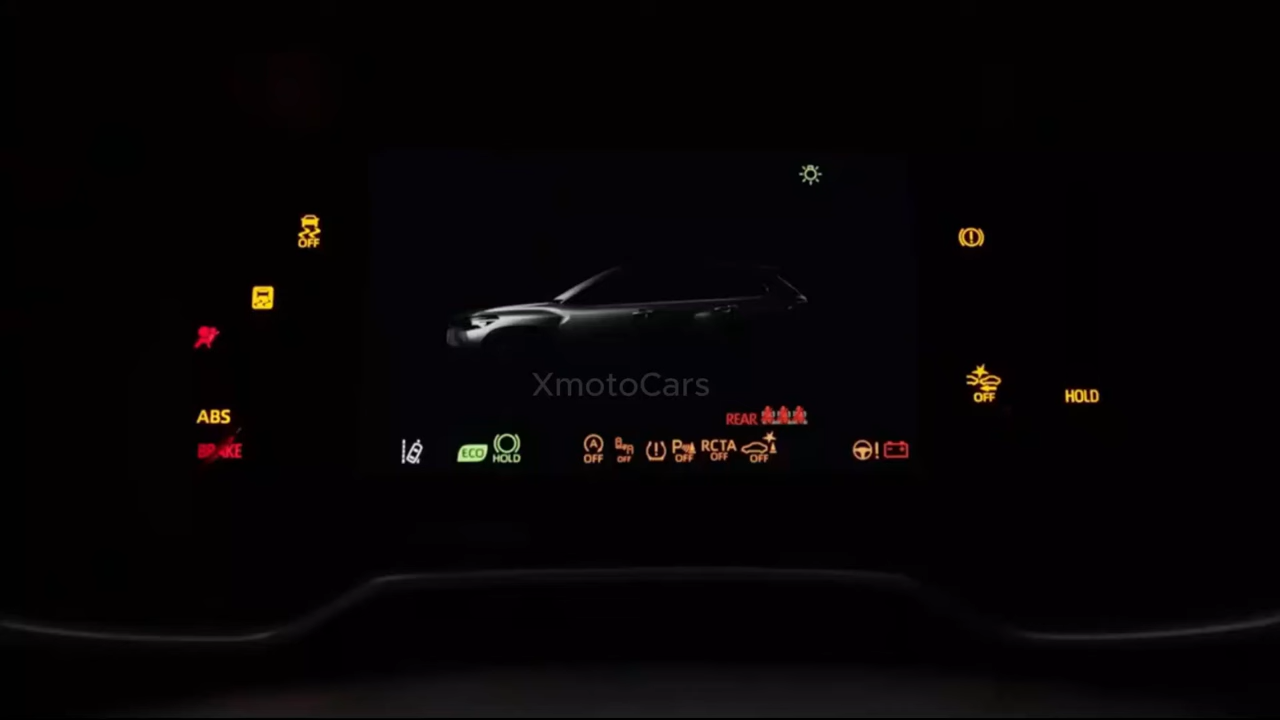 OFF
ABS
BRAKE
XmotoCars
REAR
ECO
HOLD
A
OFF
OFF
P
OFF
RCTA
OFF
OFF
OFF
HOLD